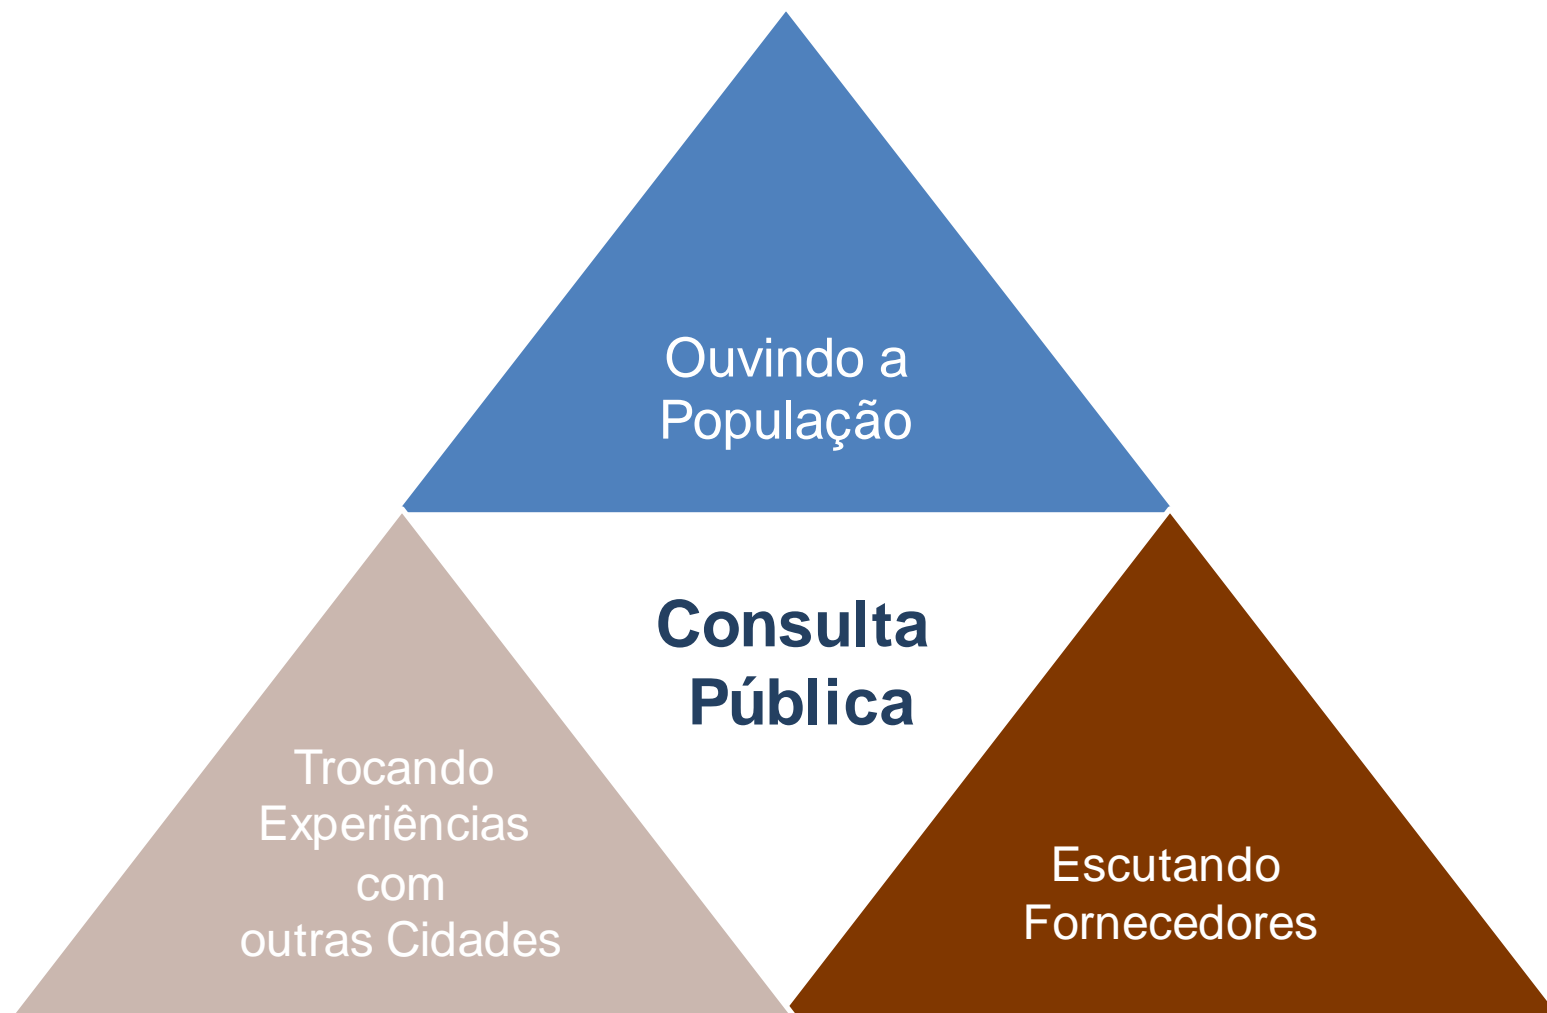 Ouvindo a
População
Consulta
Pública
Trocando
Experiências
com
outras Cidades
Escutando
Fornecedores